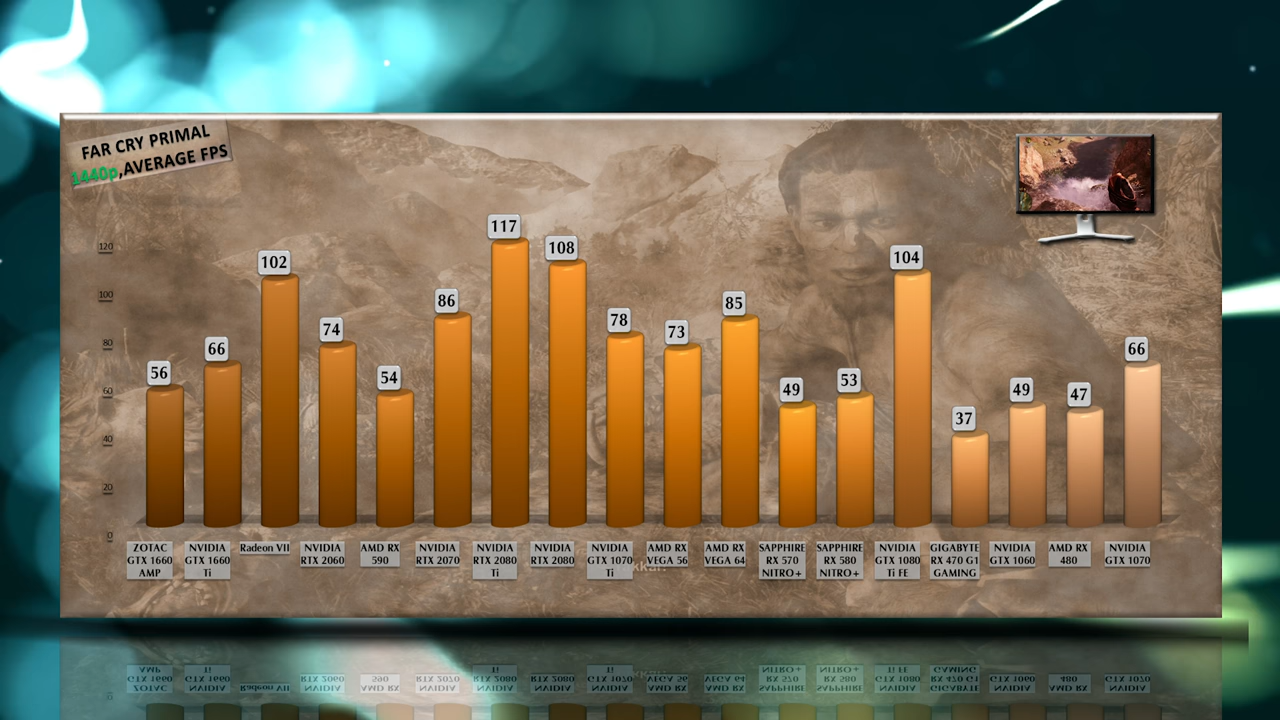 FAR CRY PRIMAL
1440p,AVERAGE FPS
120
100
80
60
40
20
0
56
66
102
74
54
86
117
108
78
73
85
49
53
104
37
49
47
66
ZOTAC
GTX 1660
AMP
NVIDIA
GTX 1660
Ti
Radeon VII
NVIDIA
RTX 2060
AMD RX
590
NVIDIA
RTX 2070
NVIDIA
RTX 2080
Ti
NVIDIA
RTX 2080
NVIDIA
GTX 1070
Ti
AMD RX
VEGA 56
AMD RX
VEGA 64
SAPPHIRE
RX 570
NITRO+
SAPPHIRE
RX 580
NITRO+
NVIDIA
GTX 1080
Ti FE
GIGABYTE
RX 470 G1
GAMING
NVIDIA
GTX 1060
AMD RX
480
NVIDIA
GTX 1070